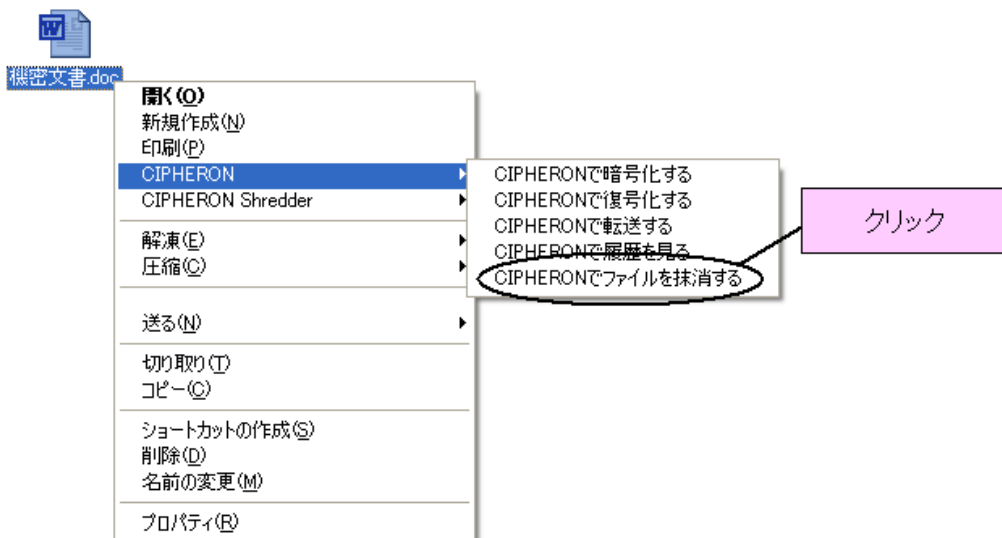 機密文書.doc
開く(O)
新規作成(N)
印刷(P)
CIPHERON
CIPHERON Shredder
解凍(E)
圧縮(C)
送る(N)
切り取り(T)
コピー(C)
ショートカットの作成(S)
削除(D)
名前の変更(M)
プロパティ(R)
CIPHERONで暗号化する
CIPHERONで復号化する
CIPHERONで転送する
CIPHERONで履歴を見る
CIPHERONでファイルを抹消する
クリック